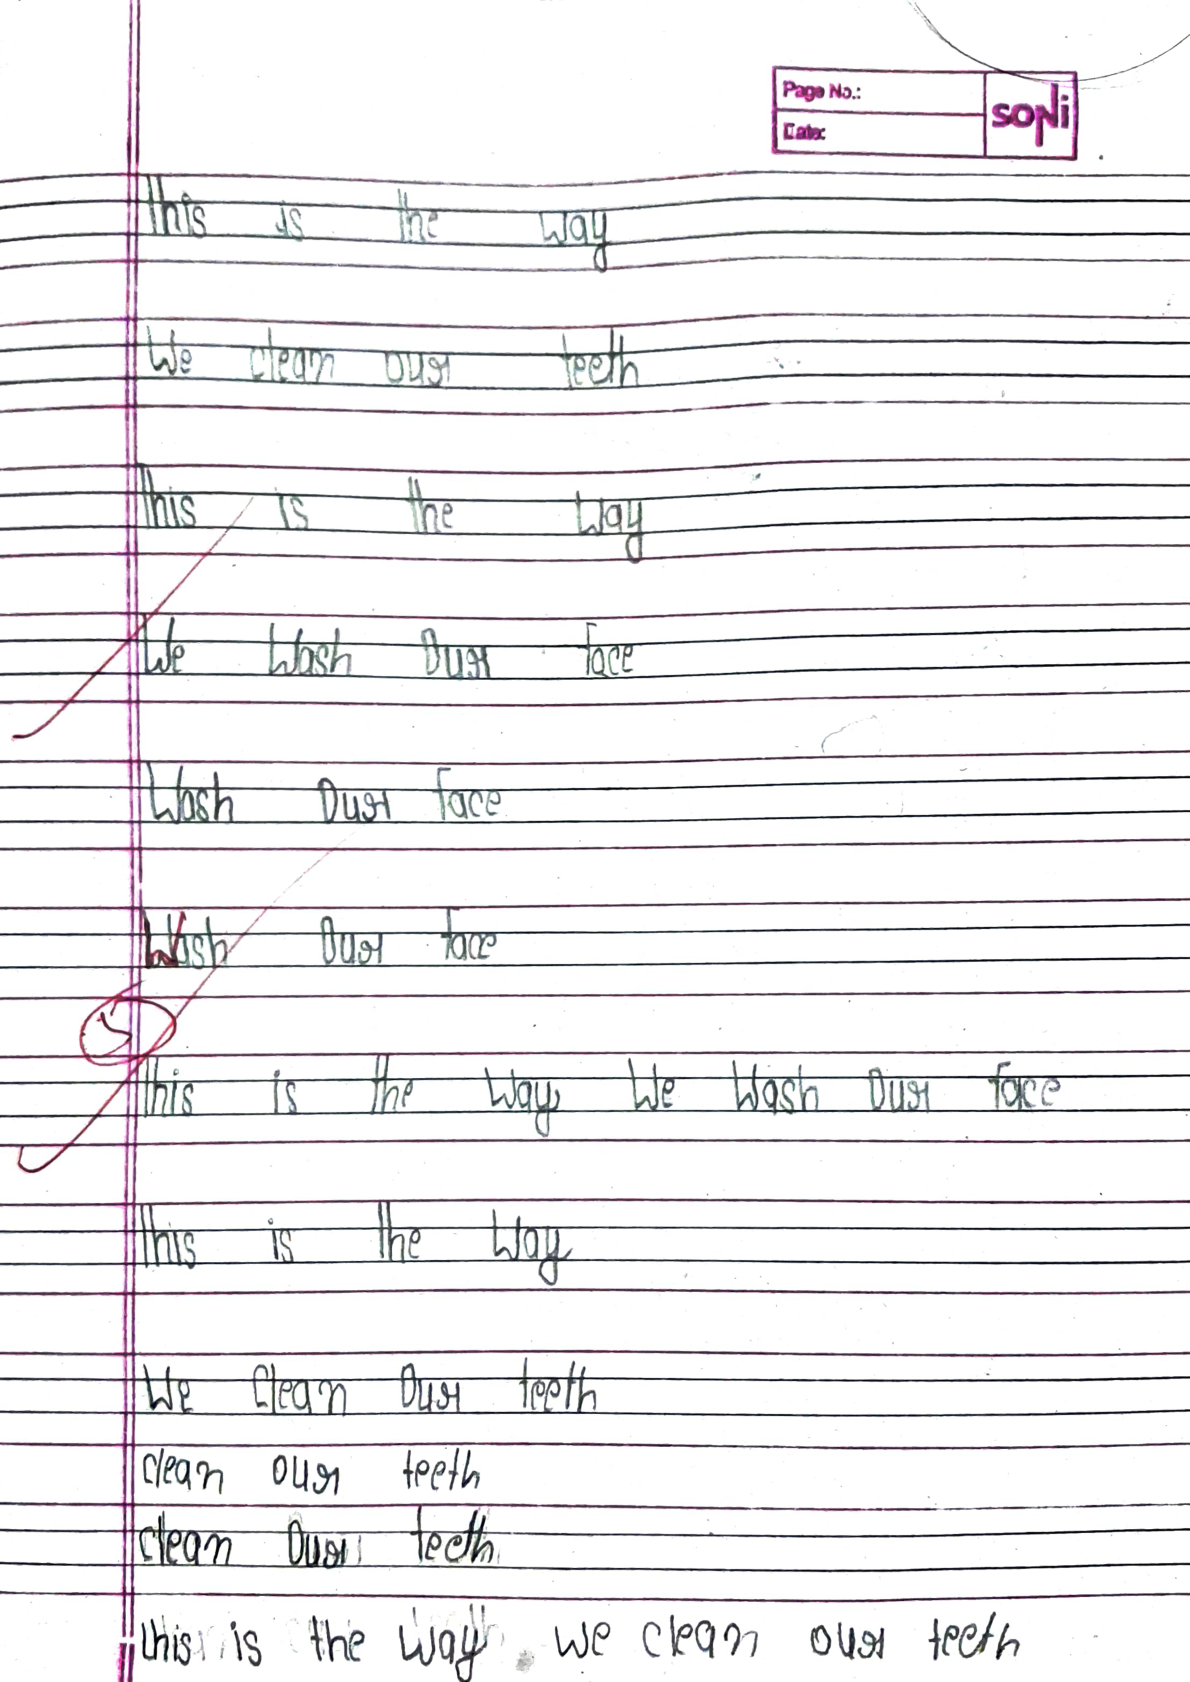 Page No.:
Date:
soni
this is the way
We clean our teeth
this is the Way
We Wash Our face
Wash Our face
Wash Our face
5
this is the Way, We Wash Our face
this is the Way
We Clean Our teeth
clean our teeth
clean Our teeth
this is the way. we clean our teeth